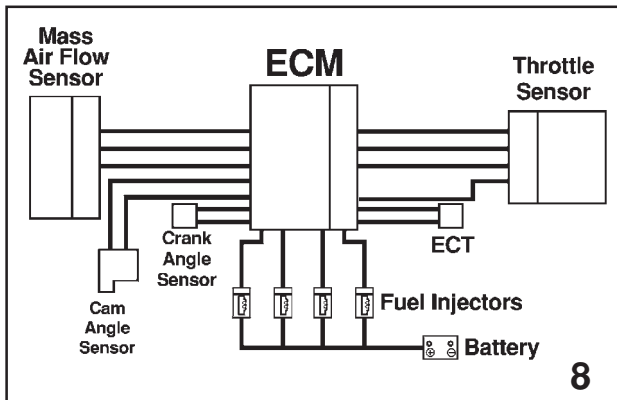 Mass
Air Flow
Sensor
ECM
Throttle
Sensor
Crank
Angle
Sensor
ECT
Cam
Angle
Sensor
Fuel Injectors
Battery
8